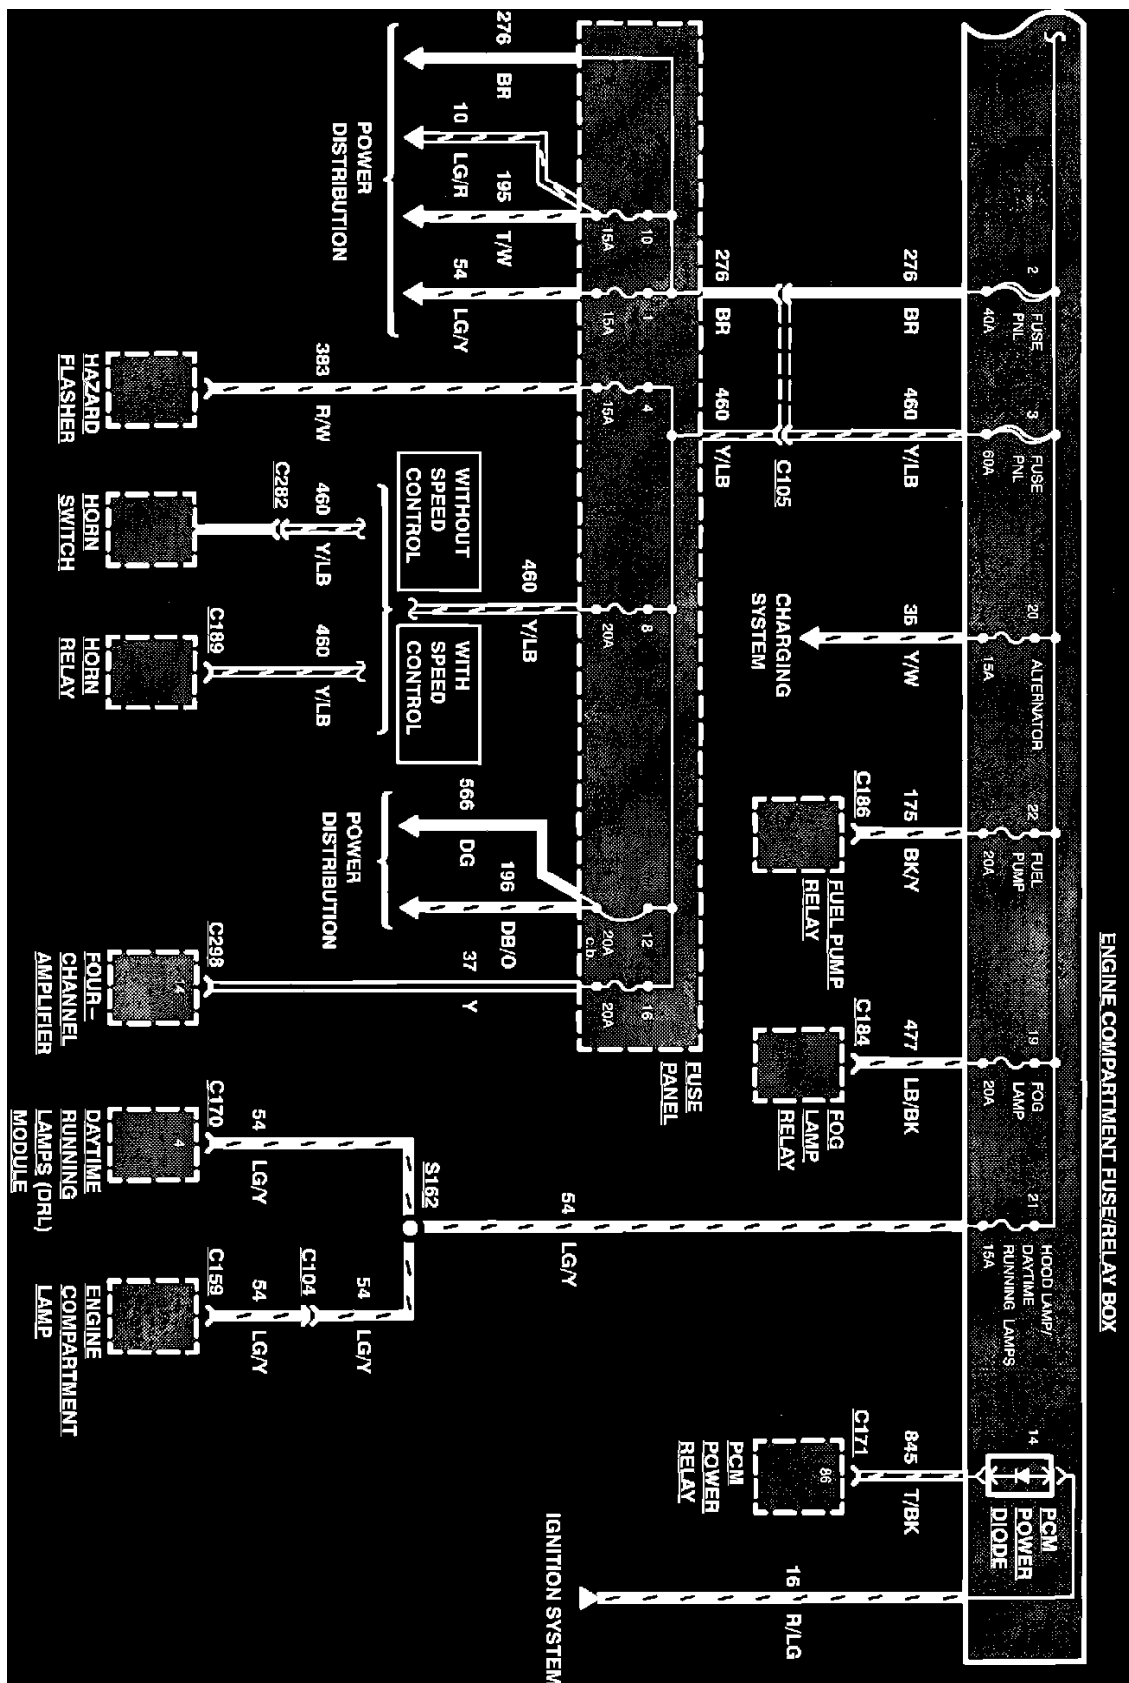 ENGINE COMPARTMENT FUSE/RELAY BOX
2
FUSE
PNL
40A
3
FUSE
PNL
60A
20
ALTERNATOR
15A
22
FUEL
PUMP
20A
19
FOG
LAMP
20A
21
HOOD LAMP/
DAYTIME
RUNNING LAMPS
15A
14
PCM
POWER
DIODE
276
BR
460
Y/LB
36
Y/W
175
BK/Y
477
LB/BK
845
T/BK
C186
C184
C171
C105
CHARGING
SYSTEM
FUEL PUMP
RELAY
FOG
LAMP
RELAY
86
PCM
POWER
RELAY
16
R/LG
276
BR
460
Y/LB
FUSE
PANEL
10
15A
1
15A
4
15A
8
20A
12
20A
c.b.
16
20A
54
LG/Y
IGNITION SYSTEM
276
BR
10
LG/R
195
T/W
54
LG/Y
460
Y/LB
566
DG
196
DB/O
37
Y
S162
WITHOUT
SPEED
CONTROL
WITH
SPEED
CONTROL
POWER
DISTRIBUTION
POWER
DISTRIBUTION
383
R/W
460
Y/LB
460
Y/LB
54
LG/Y
54
LG/Y
54
LG/Y
C282
C189
C298
C170
C159
C104
14
4
HAZARD
FLASHER
HORN
SWITCH
HORN
RELAY
FOUR-
CHANNEL
AMPLIFIER
DAYTIME
RUNNING
LAMPS (DRL)
MODULE
ENGINE
COMPARTMENT
LAMP